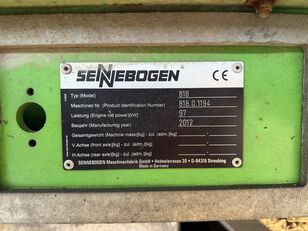 SENNEBOGEN CE
Typ (Model) 818
Maschinen Nr. (Product Identification Number) 818.0.1194
Leistung (Engine net power) [kW] 97
Baujahr (Manufacturing year) 2012
Gesamtgewicht (Machine mass) [kg] - zul. (adm.) [kg] -
V.Achse (front axle) [kg] - zul. (adm.) [kg] -
H.Achse (rear axle) [kg] - zul. (adm.) [kg] -
SENNEBOGEN Maschinenfabrik GmbH • Hebbelstrasse 30 • D-94315 Straubing
Made in Germany